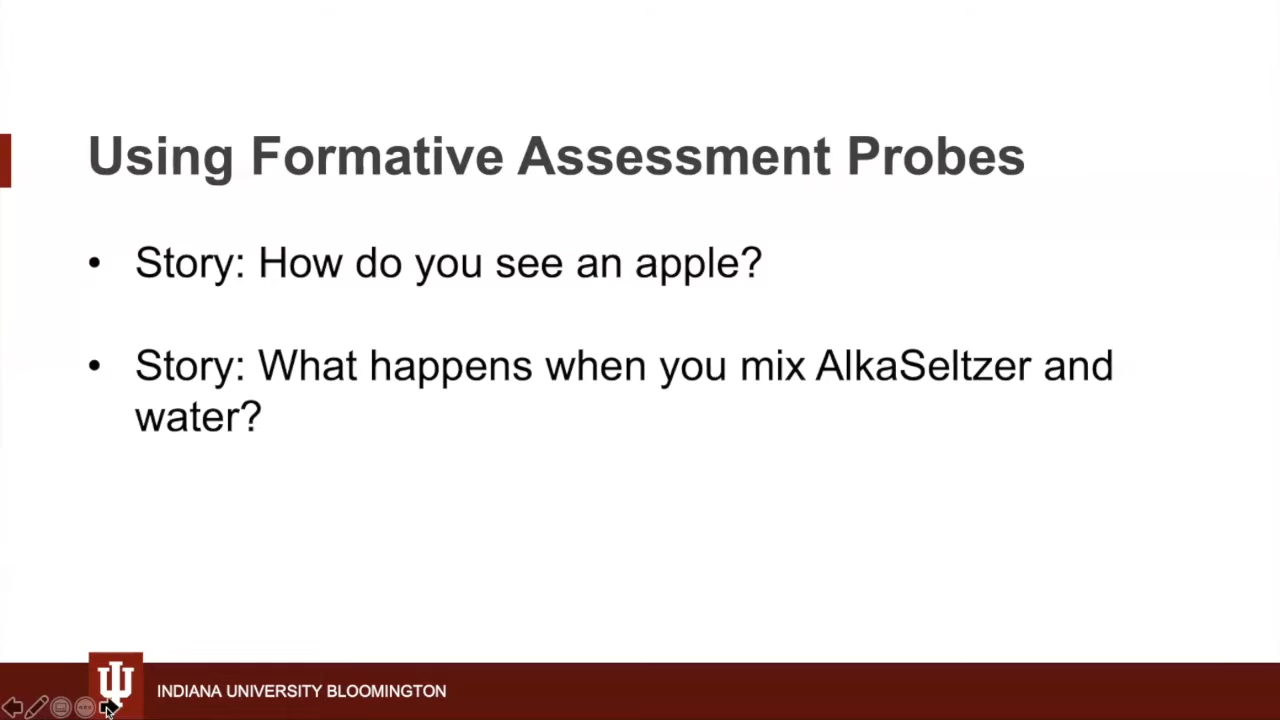 Using Formative Assessment Probes
• Story: How do you see an apple?
• Story: What happens when you mix AlkaSeltzer and
water?
INDIANA UNIVERSITY BLOOMINGTON